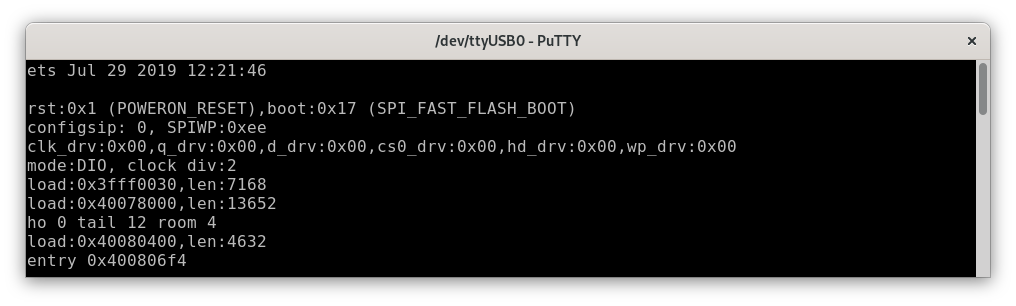 /dev/ttyUSB0 - PuTTY
ets Jul 29 2019 12:21:46
rst:0x1 (POWERON_RESET),boot:0x17 (SPI_FAST_FLASH_BOOT)
configsip: 0, SPIWP:0xee
clk_drv:0x00,q_drv:0x00,d_drv:0x00,cs0_drv:0x00,hd_drv:0x00,wp_drv:0x00
mode:DIO, clock div:2
load:0x3fff0030,len:7168
load:0x40078000,len:13652
ho 0 tail 12 room 4
load:0x40080400,len:4632
entry 0x400806f4